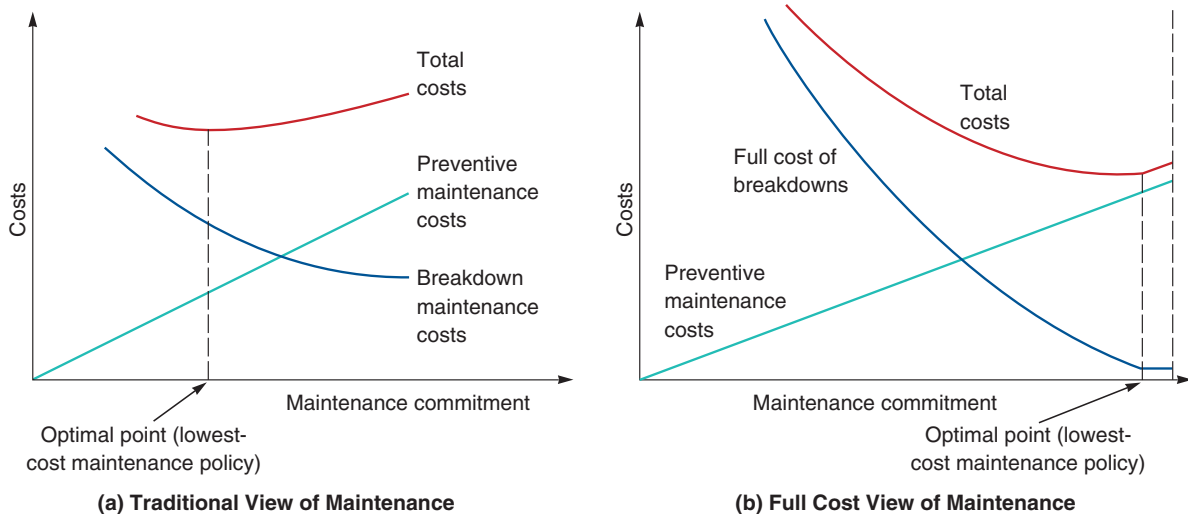 Costs
Total
costs
Preventive
maintenance
costs
Breakdown
maintenance
costs
Maintenance commitment
Optimal point (lowest-
cost maintenance policy)
(a) Traditional View of Maintenance
Costs
Total
costs
Full cost of
breakdowns
Preventive
maintenance
costs
Maintenance commitment
Optimal point (lowest-
cost maintenance policy)
(b) Full Cost View of Maintenance